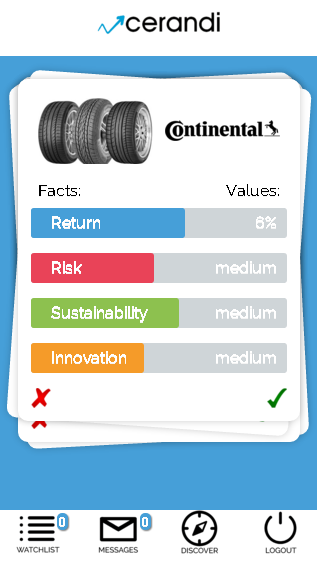 cerandi
Continental
Facts: Values:
Return 6%
Risk medium
Sustainability medium
Innovation medium
0 0
WATCHLIST MESSAGES DISCOVER LOGOUT